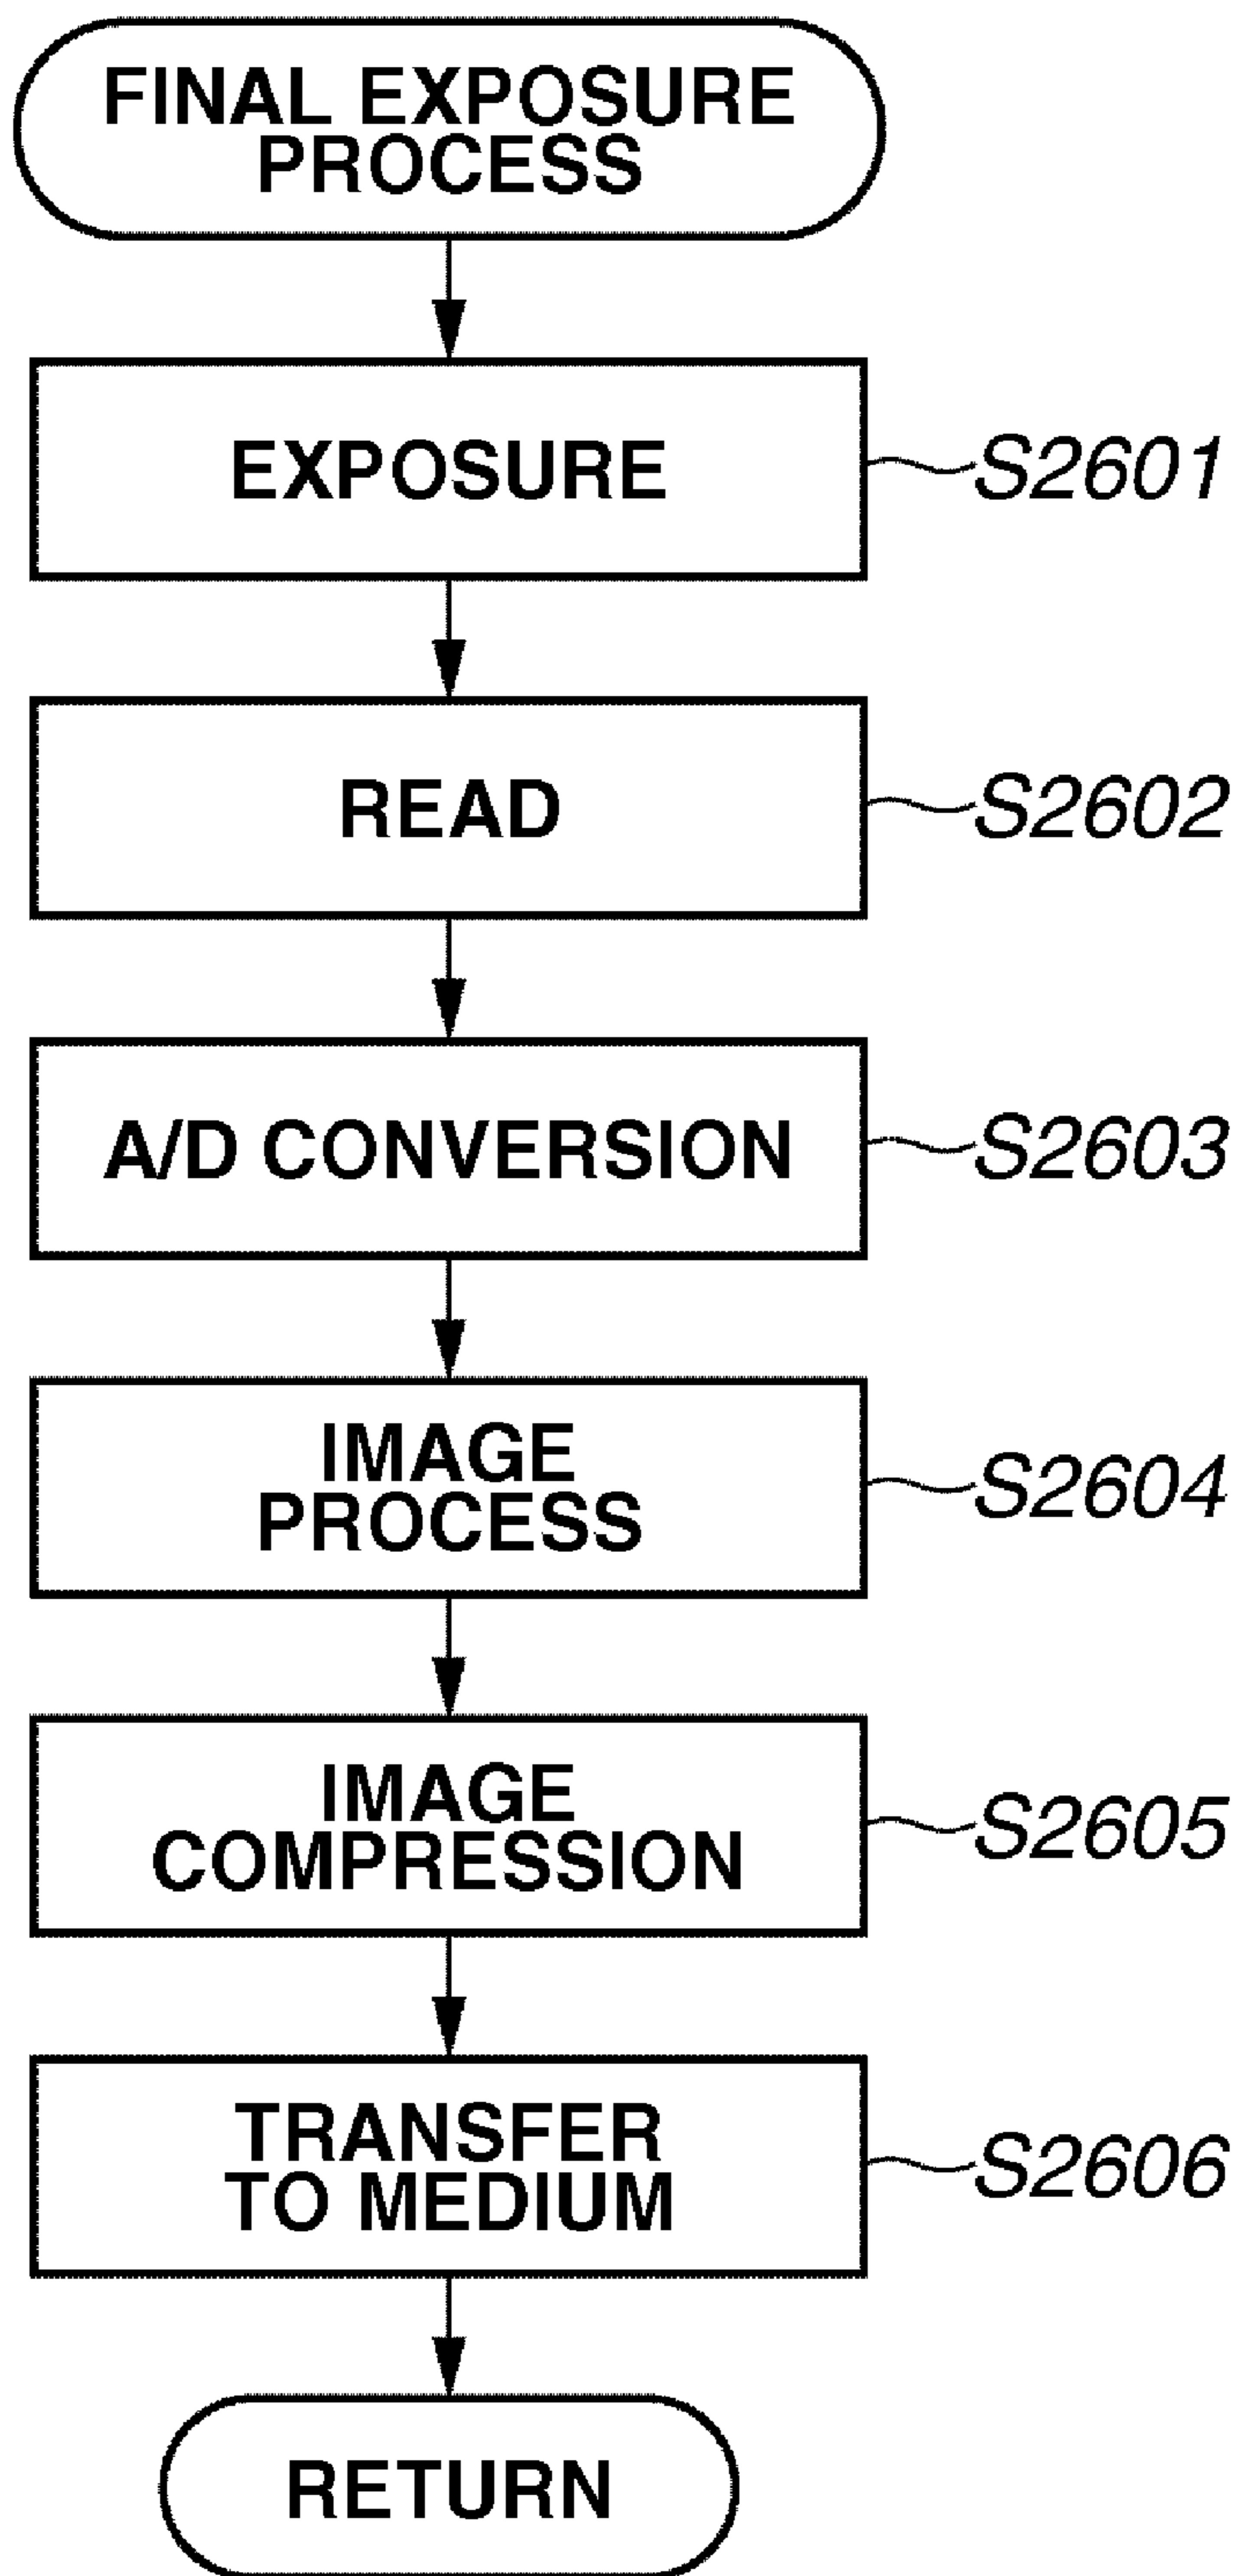 FINAL EXPOSURE
PROCESS
EXPOSURE
S2601
READ
S2602
A/D CONVERSION
S2603
IMAGE
PROCESS
S2604
IMAGE
COMPRESSION
S2605
TRANSFER
TO MEDIUM
S2606
RETURN